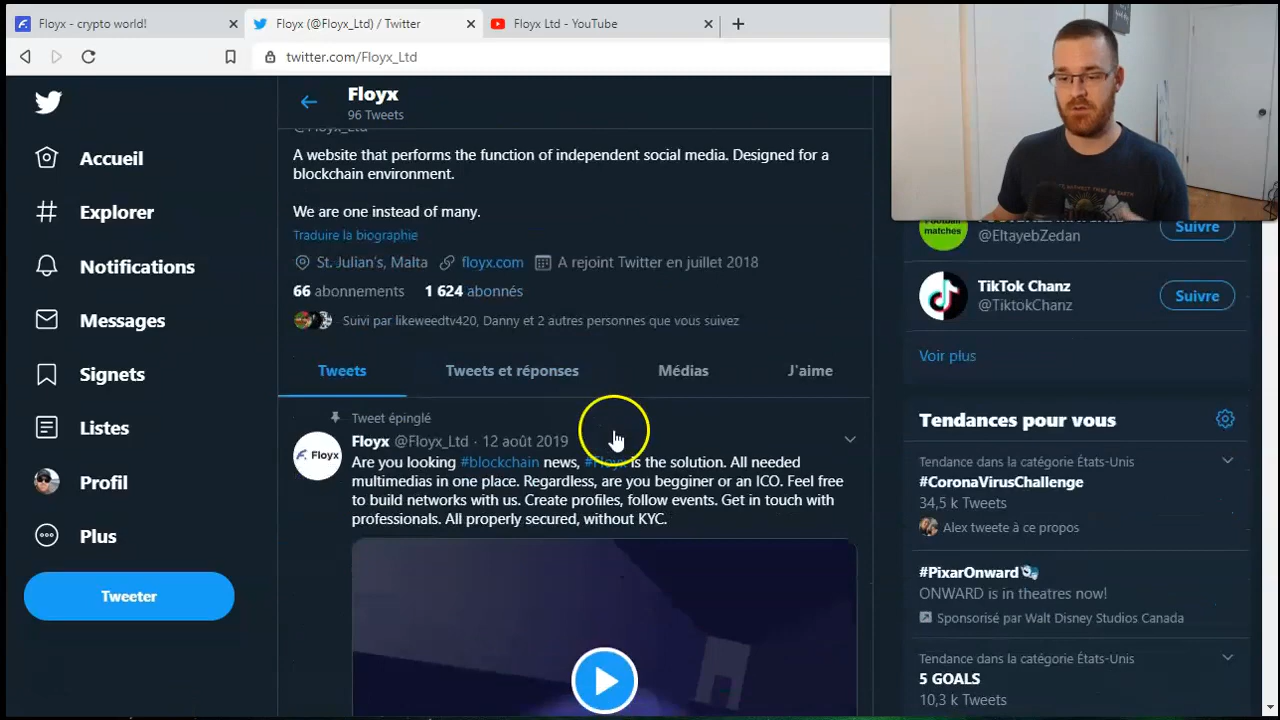 Floyx - crypto world!
Floyx (@Floyx_Ltd) / Twitter
Floyx Ltd - YouTube
twitter.com/Floyx_Ltd
Accueil
Explorer
Notifications
Messages
Signets
Listes
Profil
Plus
Tweeter
Floyx
96 Tweets
@Floyx_Ltd
A website that performs the function of independent social media. Designed for a
blockchain environment.
We are one instead of many.
Traduire la biographie
St. Julian's, Malta
floyx.com
A rejoint Twitter en juillet 2018
66 abonnements
1 624 abonnés
Suivi par likeweedtv420, Danny et 2 autres personnes que vous suivez
Tweets
Tweets et réponses
Médias
J'aime
Tweet épinglé
Floyx
Floyx @Floyx_Ltd · 12 août 2019
Are you looking #blockchain news, #Floyx is the solution. All needed
multimedias in one place. Regardless, are you begginer or an ICO. Feel free
to build networks with us. Create profiles, follow events. Get in touch with
professionals. All properly secured, without KYC.
Football
matches
@EltayebZedan
Suivre
TikTok Chanz
@TiktokChanz
Suivre
Voir plus
Tendances pour vous
Tendance dans la catégorie États-Unis
#CoronaVirusChallenge
34,5 k Tweets
Alex tweete à ce propos
#PixarOnward
ONWARD is in theatres now!
Sponsorisé par Walt Disney Studios Canada
Tendance dans la catégorie États-Unis
5 GOALS
10,3 k Tweets